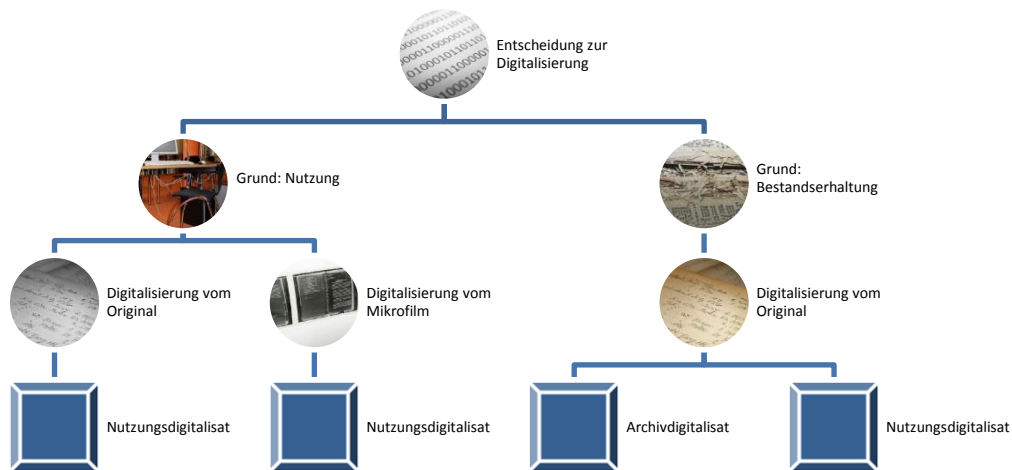 Entscheidung zur
Digitalisierung
Grund: Nutzung
Grund:
Bestandserhaltung
Digitalisierung vom
Original
Digitalisierung vom
Mikrofilm
Digitalisierung vom
Original
Nutzungsdigitalisat
Nutzungsdigitalisat
Archivdigitalisat
Nutzungsdigitalisat